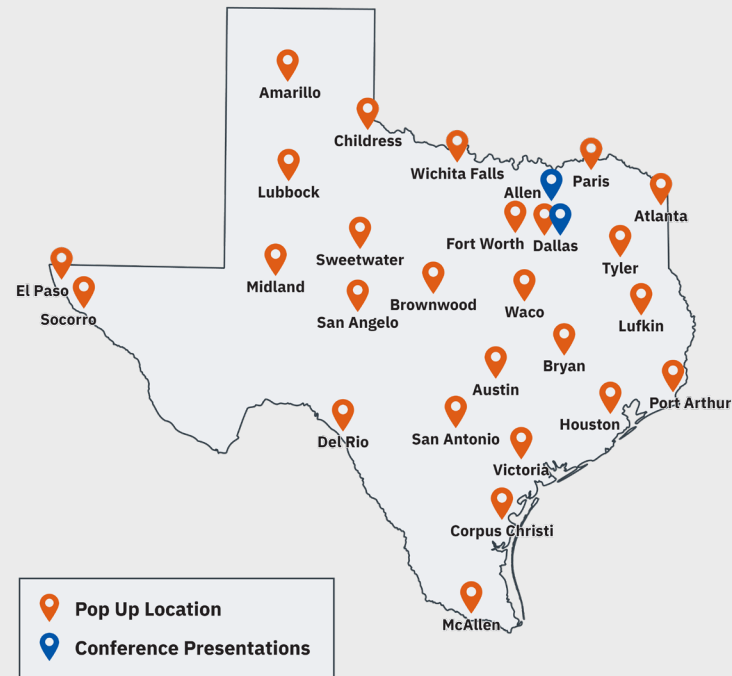 Amarillo
Childress
Wichita Falls
Paris
Allen
Lubbock
Atlanta
Fort Worth
Dallas
Sweetwater
Tyler
Midland
El Paso
Brownwood
Waco
Socorro
San Angelo
Lufkin
Bryan
Austin
Port Arthur
Houston
Del Rio
San Antonio
Victoria
Corpus Christi
McAllen
Pop Up Location
Conference Presentations